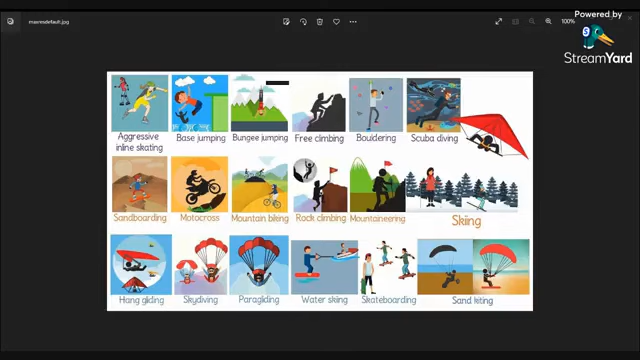 maxresdefault.jpg
100%
Powered by
StreamYard
Aggressive
inline skating
Base jumping
Bungee jumping
Free climbing
Bouldering
Scuba diving
Sandboarding
Motocross
Mountain biking
Rock climbing
Mountaineering
Skiing
Hang gliding
Skydiving
Paragliding
Water skiing
Skateboarding
Sand kiting